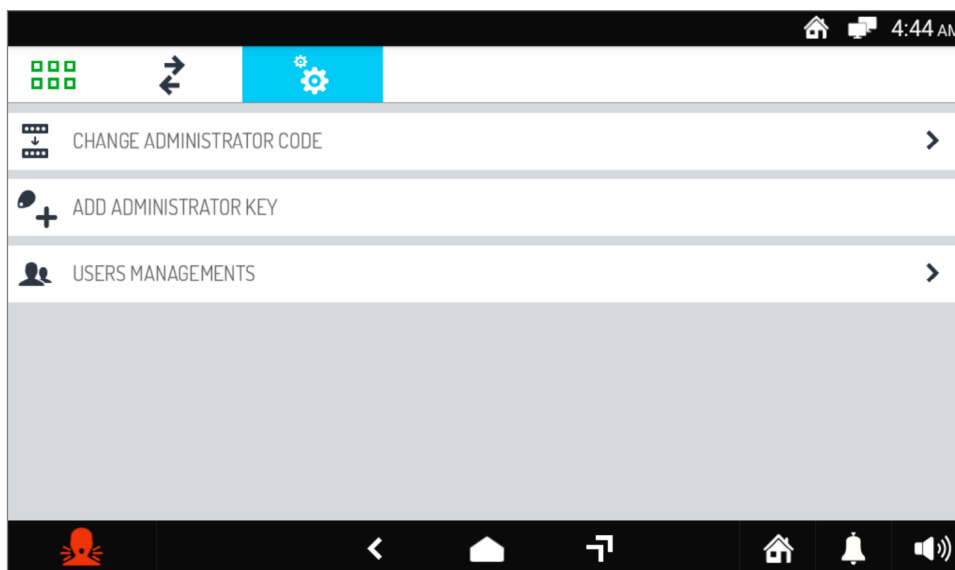 4:44 AM
CHANGE ADMINISTRATOR CODE
ADD ADMINISTRATOR KEY
USERS MANAGEMENTS